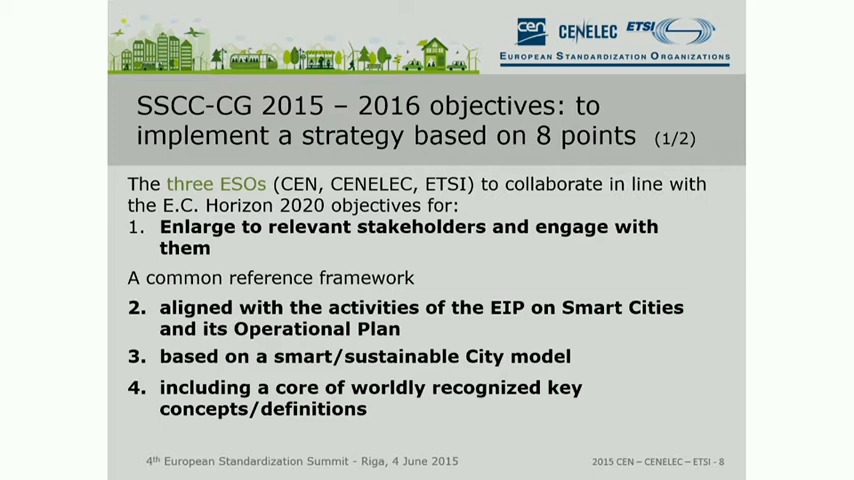 cen CENELEC ETSI
EUROPEAN STANDARDIZATION ORGANIZATIONS
SSCC-CG 2015 – 2016 objectives: to
implement a strategy based on 8 points (1/2)
The three ESOs (CEN, CENELEC, ETSI) to collaborate in line with
the E.C. Horizon 2020 objectives for:
1. Enlarge to relevant stakeholders and engage with
them
A common reference framework
2. aligned with the activities of the EIP on Smart Cities
and its Operational Plan
3. based on a smart/sustainable City model
4. including a core of worldly recognized key
concepts/definitions
4th European Standardization Summit - Riga, 4 June 2015
2015 CEN – CENELEC – ETSI - 8